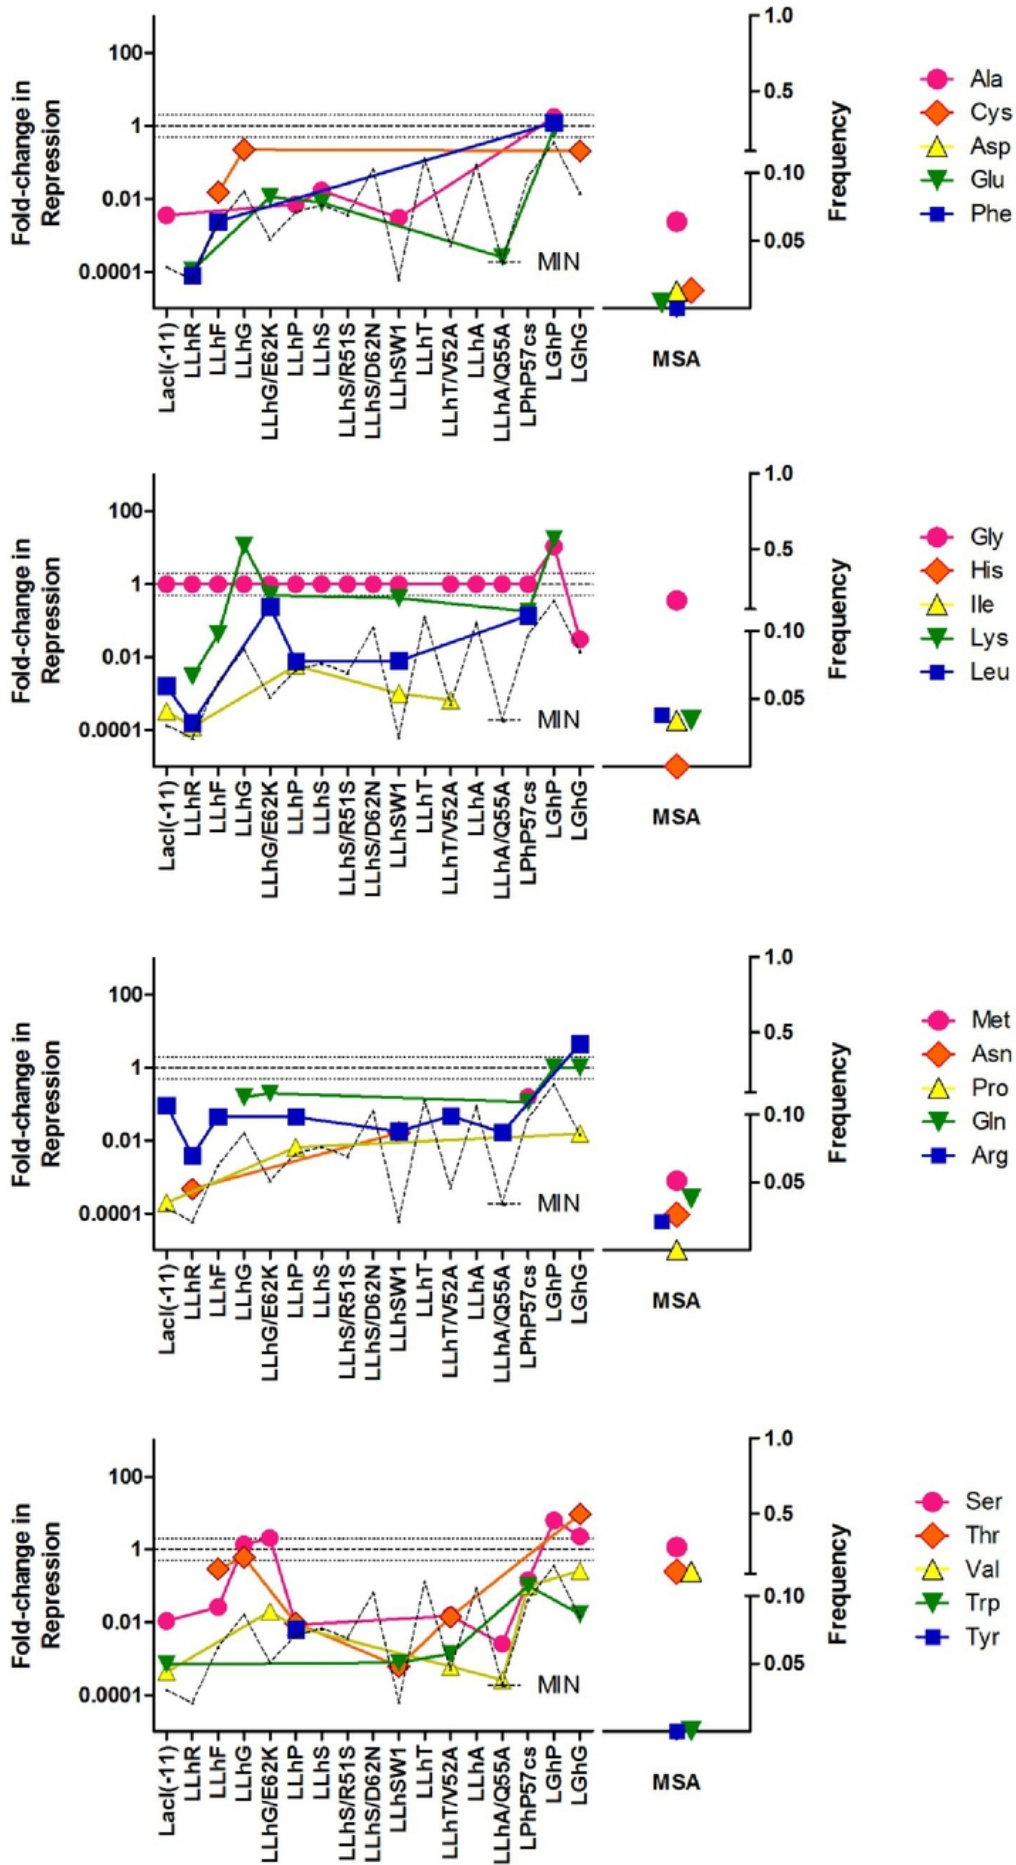 Fold-change in
Repression
100
1
0.01
0.0001
MIN
LacI(-11)
LLhR
LLhF
LLhG
LLhG/E62K
LLhP
LLhS
LLhS/R51S
LLhS/D62N
LLhSW1
LLhT
LLhT/V52A
LLhA
LLhA/Q55A
LPhP57cs
LGhP
LGhG
MSA
1.0
0.5
0.10
0.05
Frequency
Ala
Cys
Asp
Glu
Phe
Fold-change in
Repression
100
1
0.01
0.0001
MIN
LacI(-11)
LLhR
LLhF
LLhG
LLhG/E62K
LLhP
LLhS
LLhS/R51S
LLhS/D62N
LLhSW1
LLhT
LLhT/V52A
LLhA
LLhA/Q55A
LPhP57cs
LGhP
LGhG
MSA
1.0
0.5
0.10
0.05
Frequency
Gly
His
Ile
Lys
Leu
Fold-change in
Repression
100
1
0.01
0.0001
MIN
LacI(-11)
LLhR
LLhF
LLhG
LLhG/E62K
LLhP
LLhS
LLhS/R51S
LLhS/D62N
LLhSW1
LLhT
LLhT/V52A
LLhA
LLhA/Q55A
LPhP57cs
LGhP
LGhG
MSA
1.0
0.5
0.10
0.05
Frequency
Met
Asn
Pro
Gln
Arg
Fold-change in
Repression
100
1
0.01
0.0001
MIN
LacI(-11)
LLhR
LLhF
LLhG
LLhG/E62K
LLhP
LLhS
LLhS/R51S
LLhS/D62N
LLhSW1
LLhT
LLhT/V52A
LLhA
LLhA/Q55A
LPhP57cs
LGhP
LGhG
MSA
1.0
0.5
0.10
0.05
Frequency
Ser
Thr
Val
Trp
Tyr